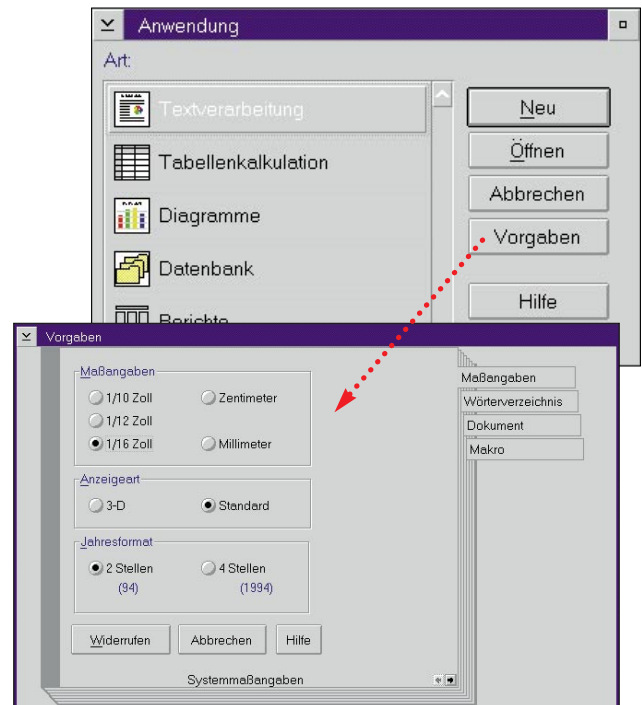 Anwendung
Art:
Textverarbeitung
Tabellenkalkulation
Diagramme
Datenbank
Berichte
Neu
Öffnen
Abbrechen
Vorgaben
Hilfe
Vorgaben
Maßangaben
1/10 Zoll Zentimeter
1/12 Zoll
1/16 Zoll Millimeter
Anzeigeart
3-D Standard
Jahresformat
2 Stellen 4 Stellen
(94) (1994)
Widerrufen Abbrechen Hilfe
Systemmaßangaben
Maßangaben
Wörterverzeichnis
Dokument
Makro